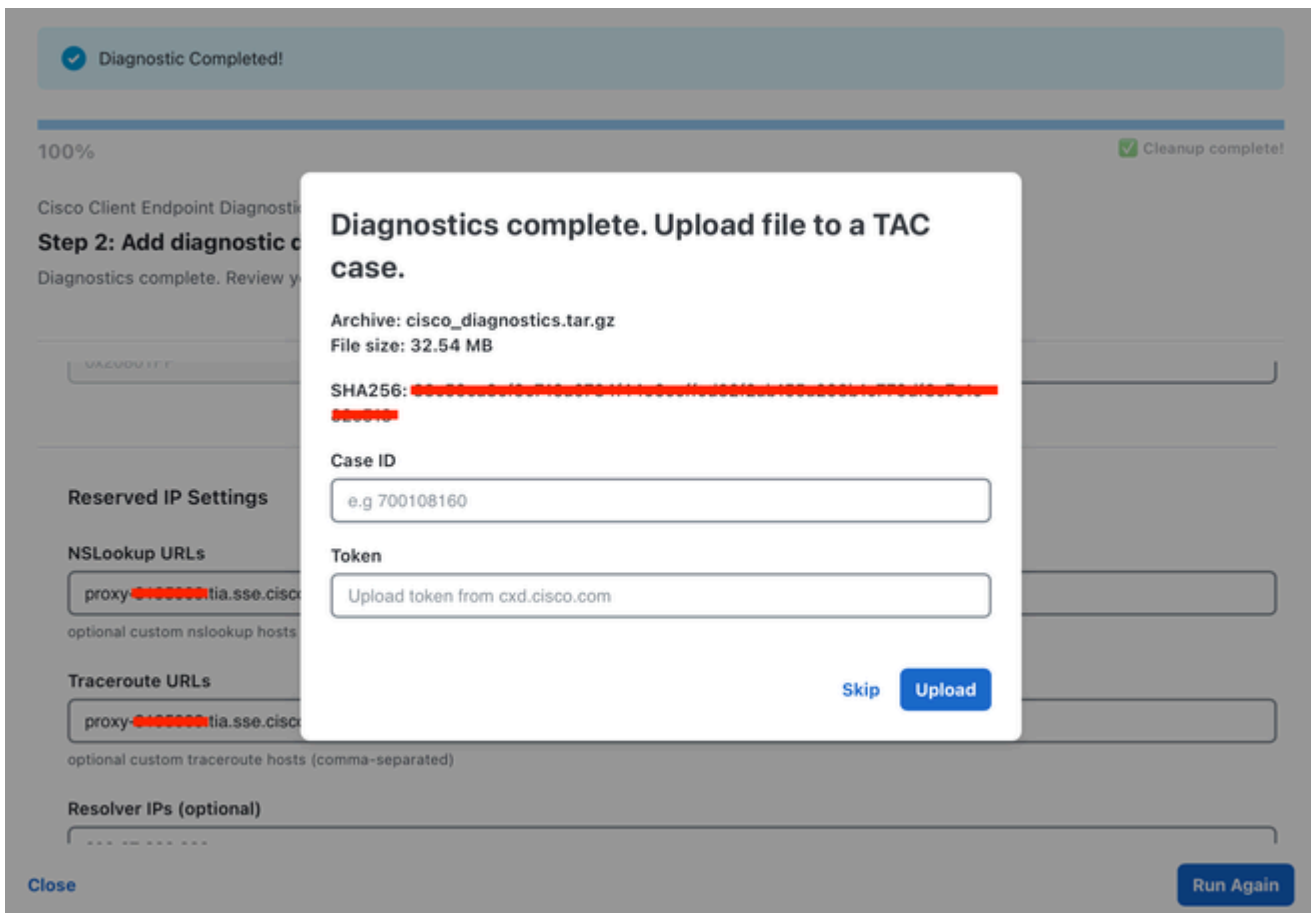 Diagnostic Completed!
100%
Cleanup complete!
Cisco Client Endpoint
Step 2: Add diagnostic
Diagnostics complete. Review
Diagnostics complete. Upload file to a TAC
case.
Archive: cisco_diagnostics.tar.gz
File size: 32.54 MB
SHA256:
Case ID
e.g 700108160
Token
Upload token from cxd.cisco.com
Skip
Upload
Reserved IP Settings
NSLookup URLs
proxy- tia.sse.cisco
optional custom nslookup hosts
Traceroute URLs
proxy- tia.sse.cisco
optional custom traceroute hosts (comma-separated)
Resolver IPs (optional)
Close
Run Again